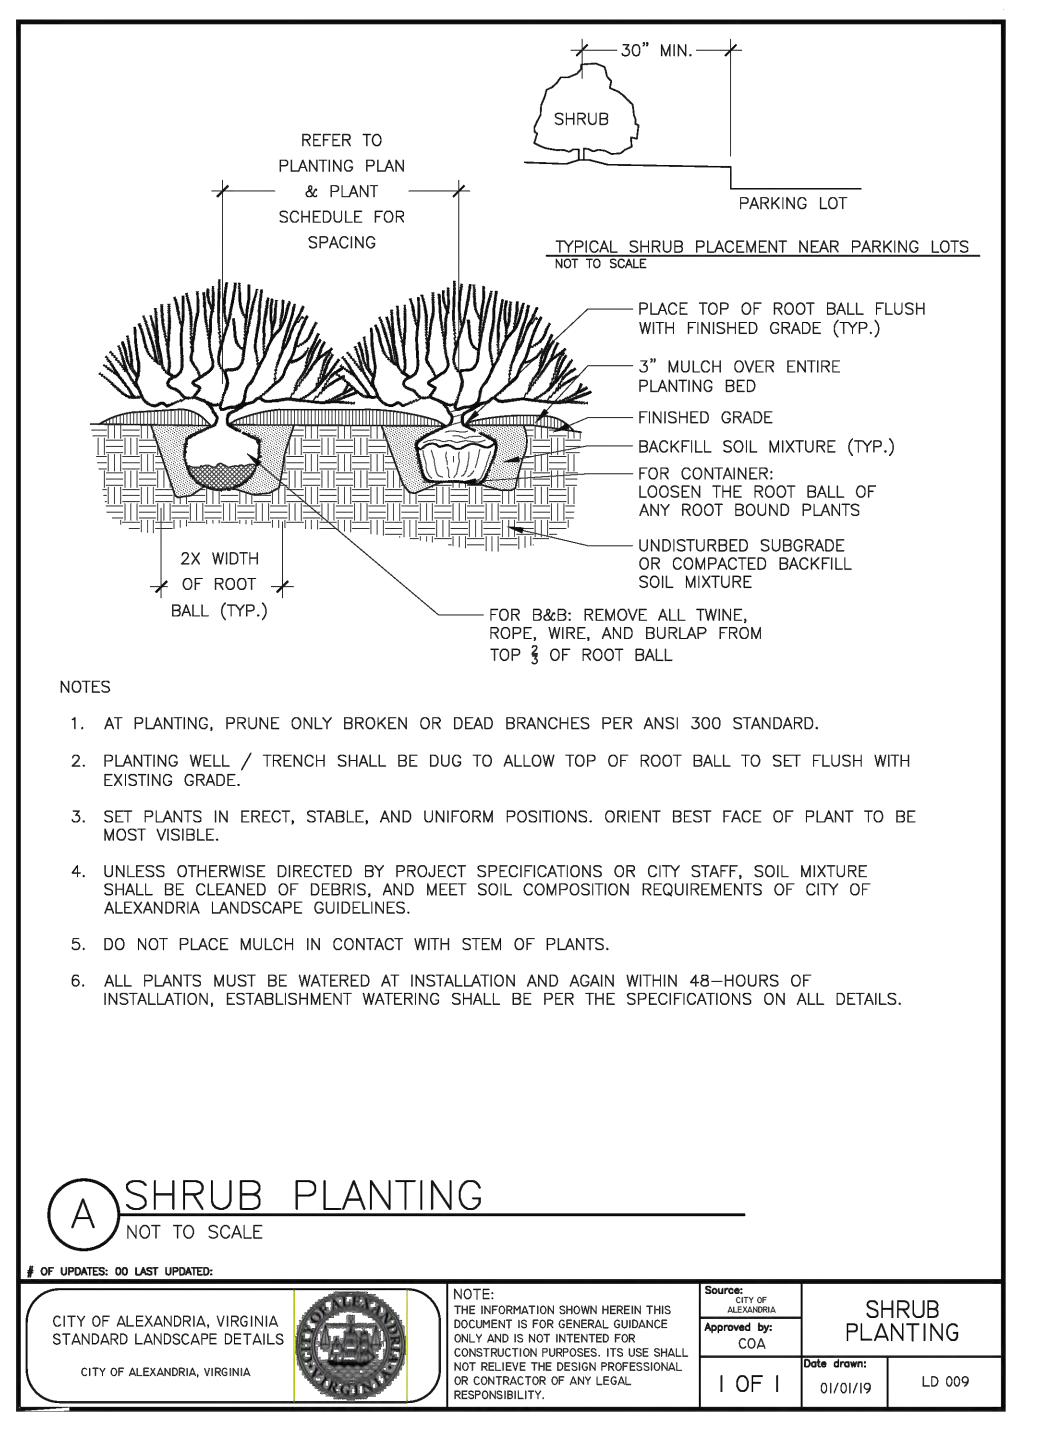 30" MIN.
SHRUB
PARKING LOT
TYPICAL SHRUB PLACEMENT NEAR PARKING LOTS
NOT TO SCALE
REFER TO
PLANTING PLAN
& PLANT
SCHEDULE FOR
SPACING
PLACE TOP OF ROOT BALL FLUSH
WITH FINISHED GRADE (TYP.)
3" MULCH OVER ENTIRE
PLANTING BED
FINISHED GRADE
BACKFILL SOIL MIXTURE (TYP.)
FOR CONTAINER:
LOOSEN THE ROOT BALL OF
ANY ROOT BOUND PLANTS
UNDISTURBED SUBGRADE
OR COMPACTED BACKFILL
SOIL MIXTURE
2X WIDTH
OF ROOT
BALL (TYP.)
FOR B&B: REMOVE ALL TWINE,
ROPE, WIRE, AND BURLAP FROM
TOP 2/3 OF ROOT BALL
NOTES
1. AT PLANTING, PRUNE ONLY BROKEN OR DEAD BRANCHES PER ANSI 300 STANDARD.
2. PLANTING WELL / TRENCH SHALL BE DUG TO ALLOW TOP OF ROOT BALL TO SET FLUSH WITH
EXISTING GRADE.
3. SET PLANTS IN ERECT, STABLE, AND UNIFORM POSITIONS. ORIENT BEST FACE OF PLANT TO BE
MOST VISIBLE.
4. UNLESS OTHERWISE DIRECTED BY PROJECT SPECIFICATIONS OR CITY STAFF, SOIL MIXTURE
SHALL BE CLEANED OF DEBRIS, AND MEET SOIL COMPOSITION REQUIREMENTS OF CITY OF
ALEXANDRIA LANDSCAPE GUIDELINES.
5. DO NOT PLACE MULCH IN CONTACT WITH STEM OF PLANTS.
6. ALL PLANTS MUST BE WATERED AT INSTALLATION AND AGAIN WITHIN 48-HOURS OF
INSTALLATION, ESTABLISHMENT WATERING SHALL BE PER THE SPECIFICATIONS ON ALL DETAILS.
A
SHRUB PLANTING
NOT TO SCALE
# OF UPDATES: 00 LAST UPDATED:
CITY OF ALEXANDRIA, VIRGINIA
STANDARD LANDSCAPE DETAILS
CITY OF ALEXANDRIA, VIRGINIA
CITY OF ALEXANDRIA
VIRGINIA
NOTE:
THE INFORMATION SHOWN HEREIN THIS
DOCUMENT IS FOR GENERAL GUIDANCE
ONLY AND IS NOT INTENTED FOR
CONSTRUCTION PURPOSES. ITS USE SHALL
NOT RELIEVE THE DESIGN PROFESSIONAL
OR CONTRACTOR OF ANY LEGAL
RESPONSIBILITY.
Source:
CITY OF
ALEXANDRIA
Approved by:
COA
1 OF 1
SHRUB
PLANTING
Date drawn:
01/01/19
LD 009